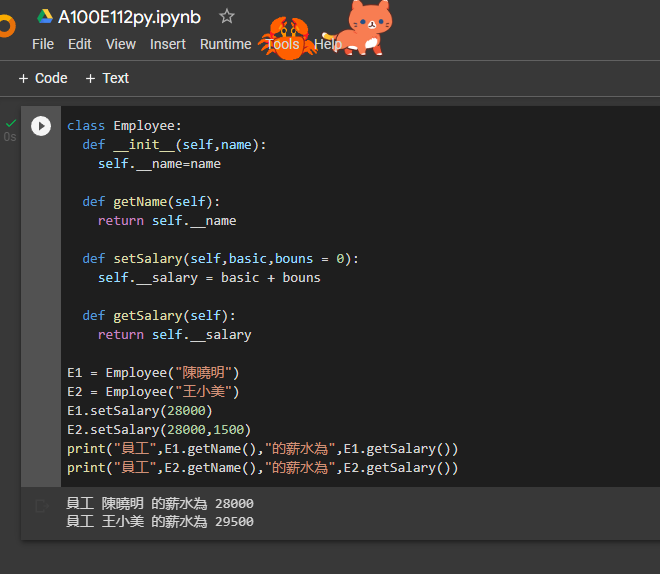 A100E112py.ipynb
File Edit View Insert Runtime Tools Help
+ Code + Text
0s
class Employee:
  def __init__(self,name):
    self.__name=name
  def getName(self):
    return self.__name
  def setSalary(self,basic,bouns = 0):
    self.__salary = basic + bouns
  def getSalary(self):
    return self.__salary
E1 = Employee("陳曉明")
E2 = Employee("王小美")
E1.setSalary(28000)
E2.setSalary(28000,1500)
print("員工",E1.getName(),"的薪水為",E1.getSalary())
print("員工",E2.getName(),"的薪水為",E2.getSalary())
員工 陳曉明 的薪水為 28000
員工 王小美 的薪水為 29500